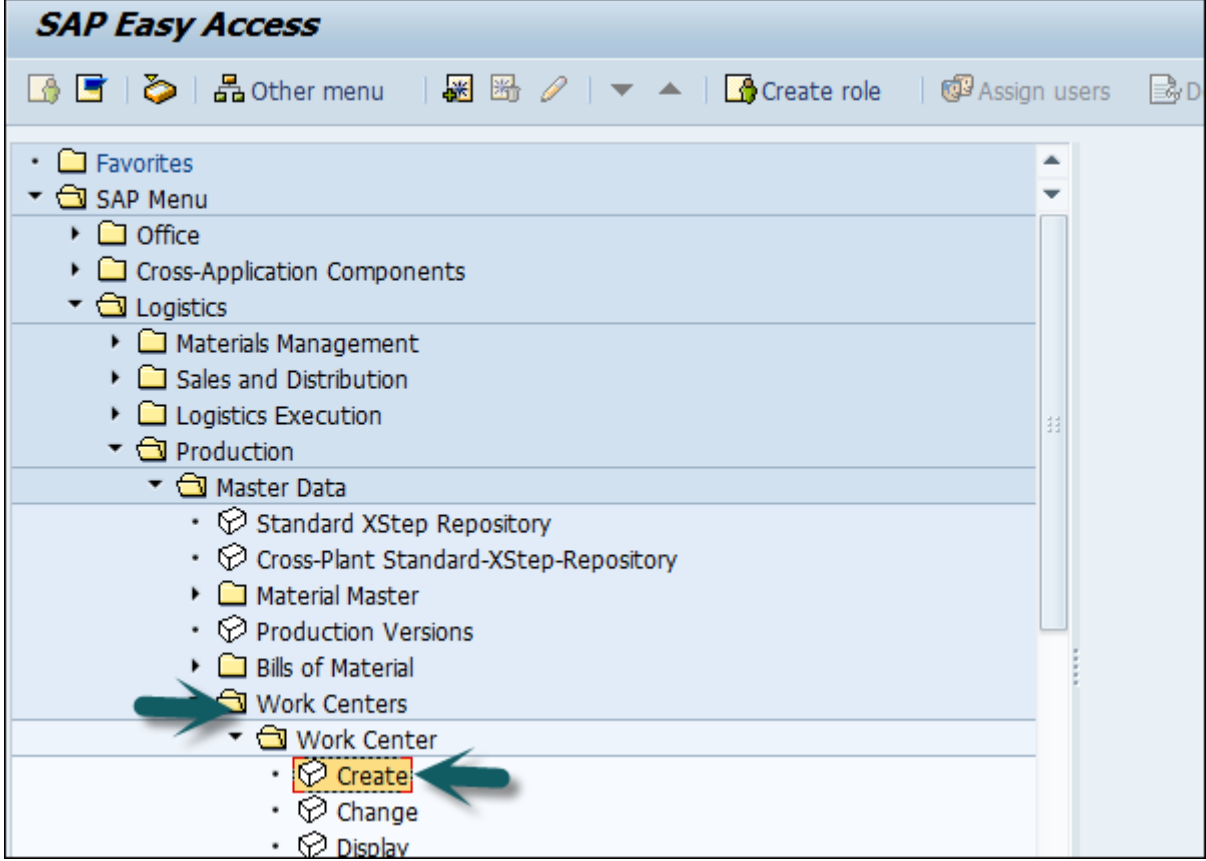 SAP Easy Access
Other menu Create role Assign users D
Favorites
SAP Menu
Office
Cross-Application Components
Logistics
Materials Management
Sales and Distribution
Logistics Execution
Production
Master Data
Standard XStep Repository
Cross-Plant Standard-XStep-Repository
Material Master
Production Versions
Bills of Material
Work Centers
Work Center
Create
Change
Display